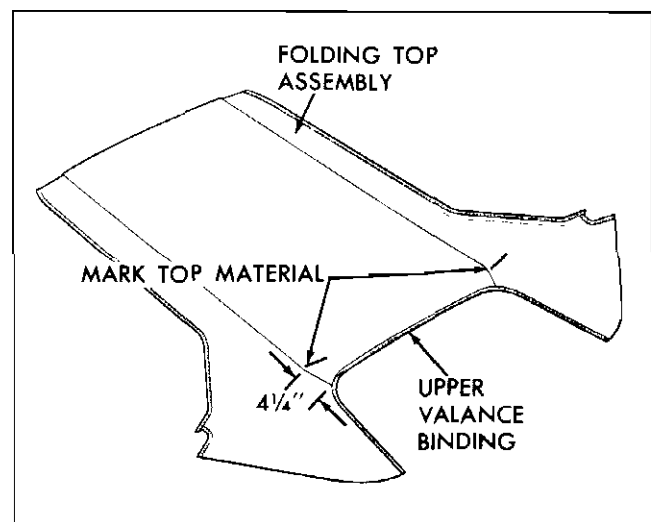 FOLDING TOP
ASSEMBLY
MARK TOP MATERIAL
4¼"
UPPER
VALANCE
BINDING